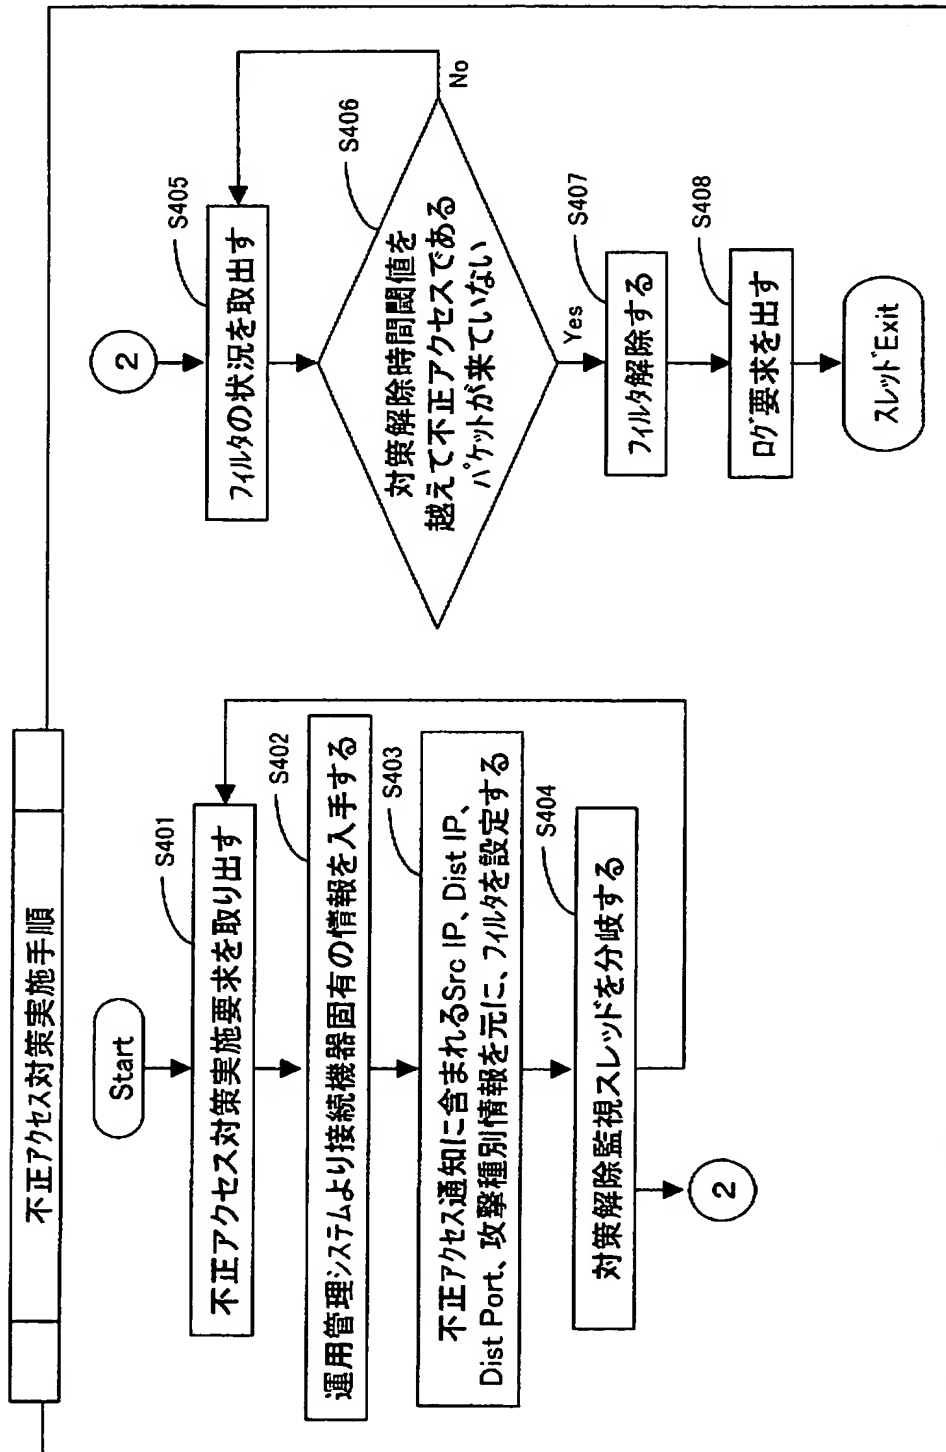 不正アクセス対策実施手順
Start
S401
不正アクセス対策実施要求を取り出す
S402
運用管理システムより接続機器固有の情報を入手する
S403
不正アクセス通知に含まれるSrc IP、Dist IP、
Dist Port、攻撃種別情報を元に、フィルタを設定する
S404
対策解除監視スレッドを分岐する
2
2
S405
フィルタの状況を取出す
S406
対策解除時間閾値を
越えて不正アクセスである
パケットが来ていない
No
Yes
S407
フィルタ解除する
S408
ログ要求を出す
スレッドExit